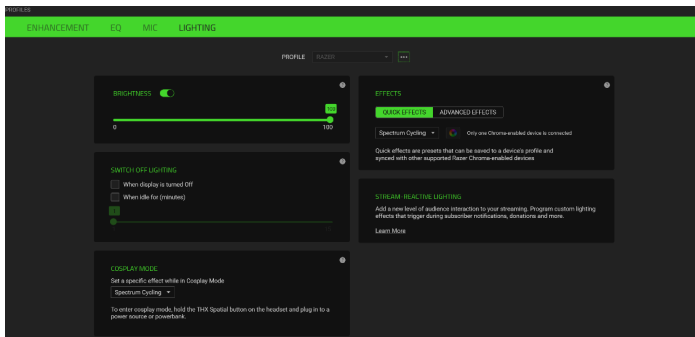 PROFILES
ENHANCEMENT EQ MIC LIGHTING
PROFILE RAZER
BRIGHTNESS
100
0 100
SWITCH OFF LIGHTING
When display is turned Off
When idle for (minutes)
COSPLAY MODE
Set a specific effect while in Cosplay Mode
Spectrum Cycling
To enter cosplay mode, hold the THX Spatial button on the headset and plug in to a
power source or powerbank.
EFFECTS
QUICK EFFECTS ADVANCED EFFECTS
Spectrum Cycling Only one Chroma-enabled device is connected
Quick effects are presets that can be saved to a device's profile and
synced with other supported Razer Chroma-enabled devices
STREAM-REACTIVE LIGHTING
Add a new level of audience interaction to your streaming. Program custom lighting
effects that trigger during subscriber notifications, donations and more.
Learn More